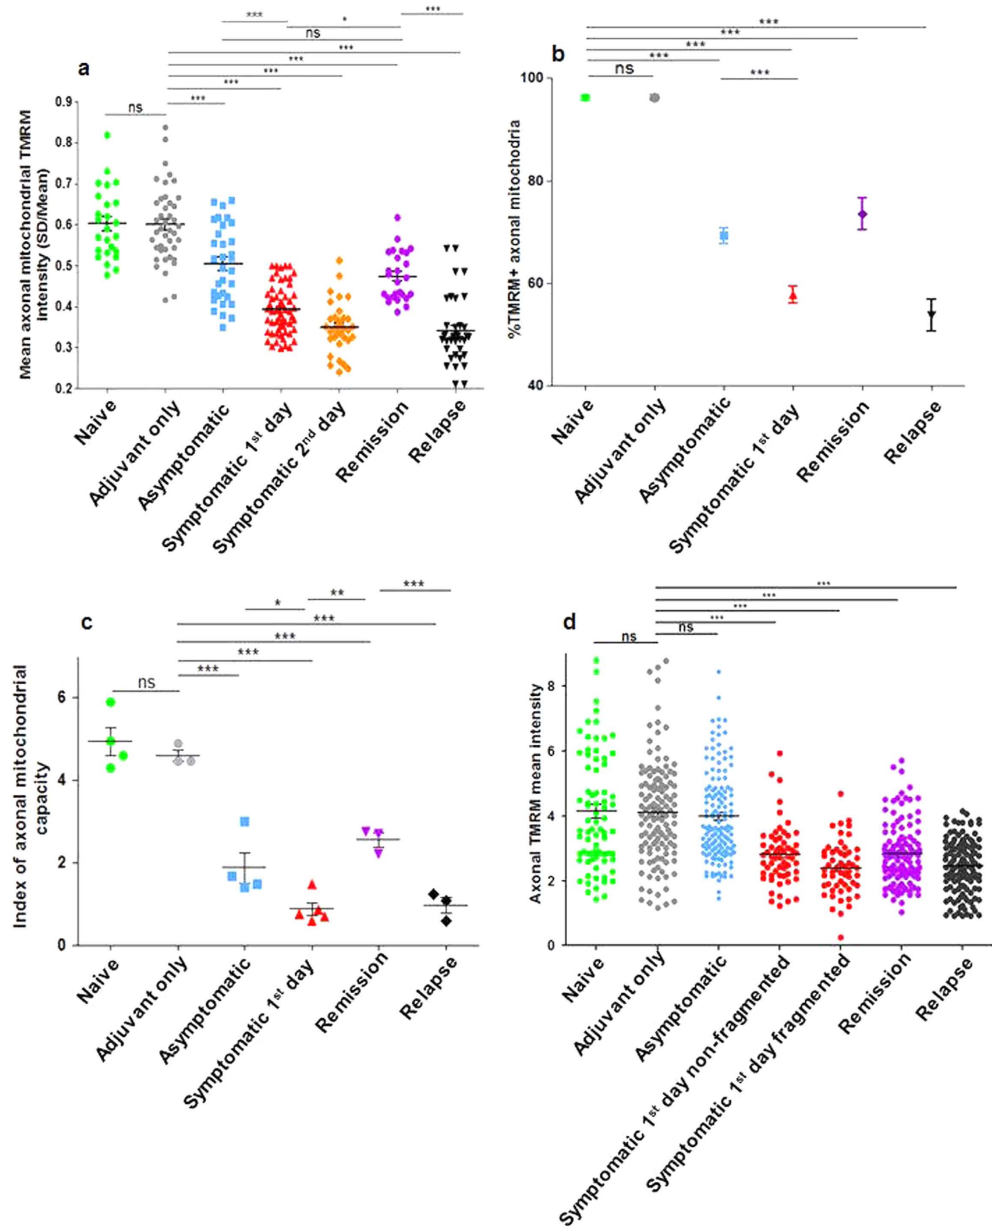 *** * ***
ns
***
***
***
***
***
ns
a
Mean axonal mitochondrial TMRM
intensity (SD/Mean)
0.9
0.8
0.7
0.6
0.5
0.4
0.3
0.2
Naive
Adjuvant only
Asymptomatic
Symptomatic 1st day
Symptomatic 2nd day
Remission
Relapse
b
***
***
***
***
ns
***
%TMRM+ axonal mitochodria
100
80
60
40
Naive
Adjuvant only
Asymptomatic
Symptomatic 1st day
Remission
Relapse
c
***
**
*
***
***
***
***
ns
Index of axonal mitochondrial
capacity
6
4
2
0
Naive
Adjuvant only
Asymptomatic
Symptomatic 1st day
Remission
Relapse
d
***
***
***
***
ns
ns
Axonal TMRM mean intensity
8
6
4
2
0
Naive
Adjuvant only
Asymptomatic
Symptomatic 1st day non-fragmented
Symptomatic 1st day fragmented
Remission
Relapse